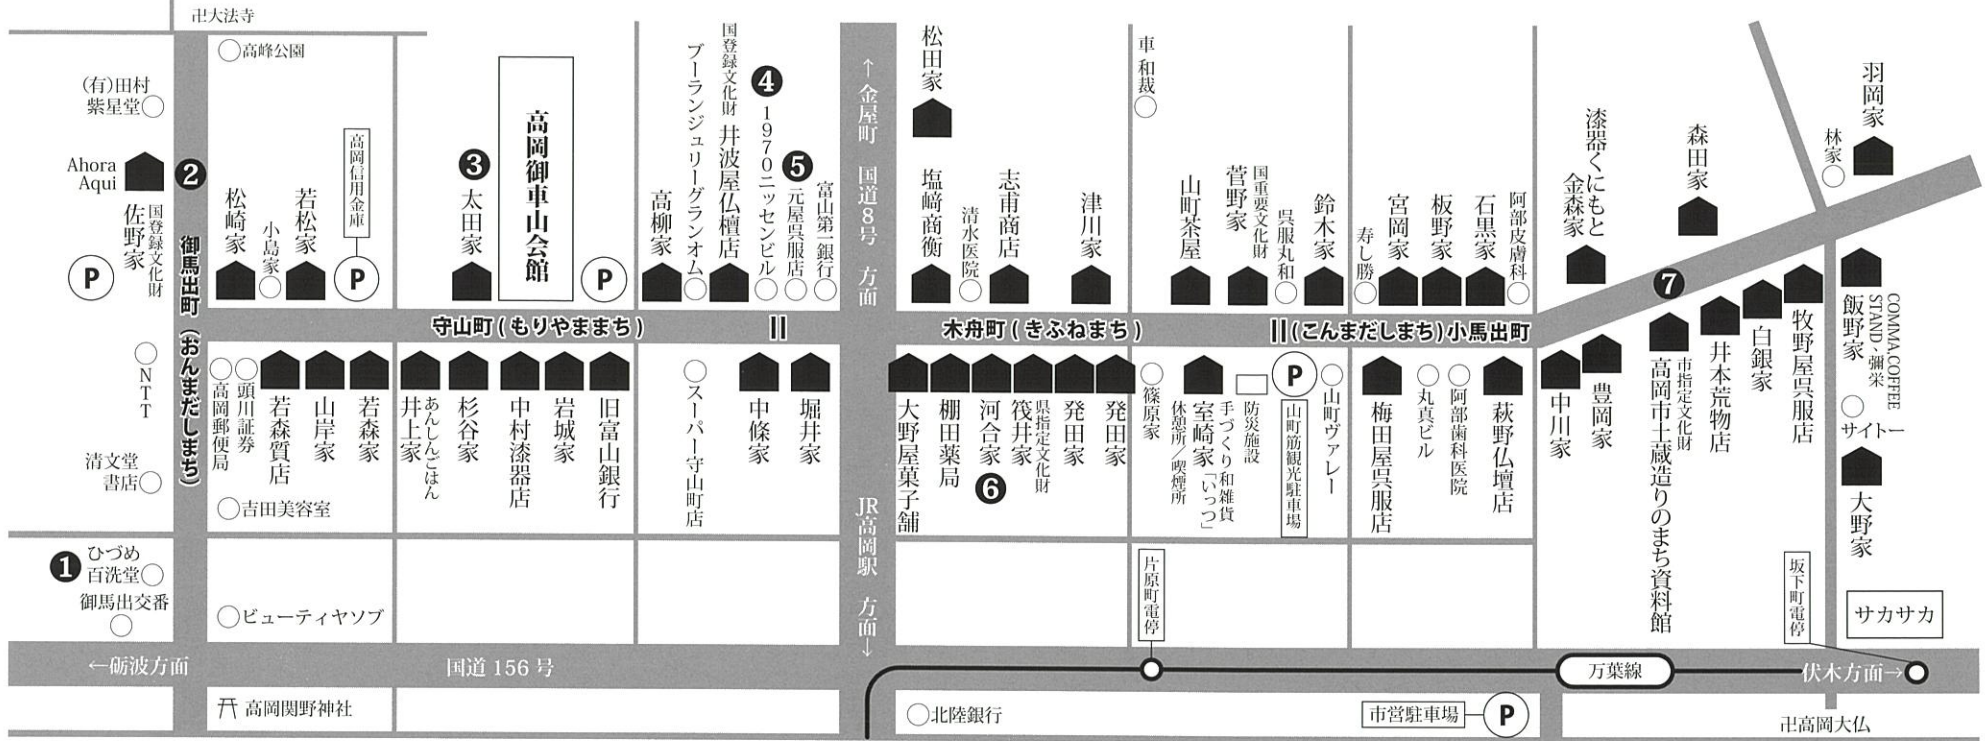 卍大法寺
高峰公園
(有)田村
紫星堂
Ahora
Aqui
国登録文化財
佐野家
P
❷
御馬出町(おんまだしまち)
NTT
清文堂
書店
❶
ひづめ
百洗堂
御馬出交番
松崎家
小島家
若松家
高岡信用金庫
P
❸
太田家
高岡御車山会館
P
高柳家
ブーランジュリーグランオム
国登録文化財
井波屋仏檀店
❹
1970ニッセンビル
❺
元屋呉服店
富山第一銀行
守山町(もりやままち)
高岡郵便局
頭川証券
若森質店
山岸家
若森家
あんしんごはん
井上家
杉谷家
中村漆器店
岩城家
旧富山銀行
スーパー守山町店
中條家
堀井家
吉田美容室
ビューティヤソブ
↑金屋町 国道8号 方面
JR高岡駅 方面↓
松田家
塩﨑商衡
清水医院
志甫商店
津川家
車 和裁
山町茶屋
国重要文化財
菅野家
呉服丸和
鈴木家
寿し勝
宮岡家
板野家
石黒家
阿部皮膚科
木舟町(きふねまち)
(こんまだしまち)小馬出町
大野屋菓子舗
棚田薬局
河合家
❻
県指定文化財
筏井家
発田家
発田家
篠原家
手づくり和雑貨「いっつ」
室崎家
休憩所/喫煙所
防災施設
P
山町筋観光駐車場
山町ヴァレー
梅田屋呉服店
丸真ビル
阿部歯科医院
萩野仏壇店
漆器くにもと
金森家
森田家
❼
林家
羽岡家
中川家
豊岡家
市指定文化財
高岡市土蔵造りのまち資料館
井本荒物店
白銀家
牧野屋呉服店
COMMA,COFFEE
STAND、彌栄
飯野家
サイトー
大野家
片原町電停
坂下町電停
サカサカ
←砺波方面
国道 156 号
万葉線
伏木方面→
高岡関野神社
北陸銀行
市営駐車場
P
卍高岡大仏